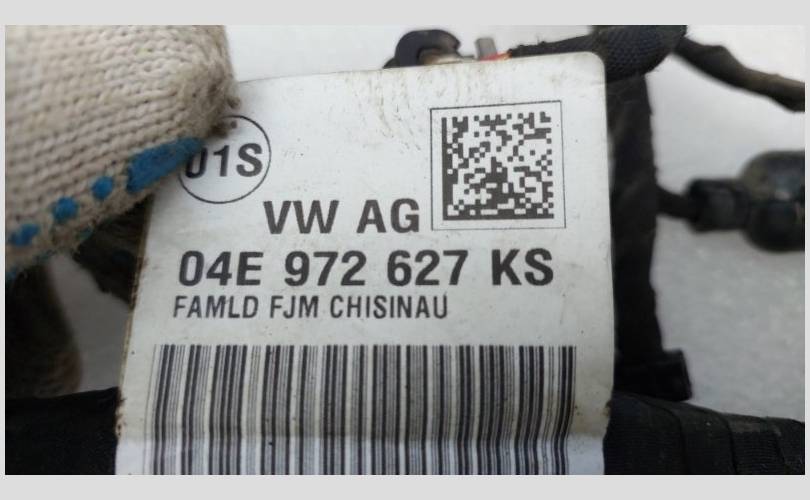 01S
VW AG
04E 972 627 KS
FAMLD FJM CHISINAU